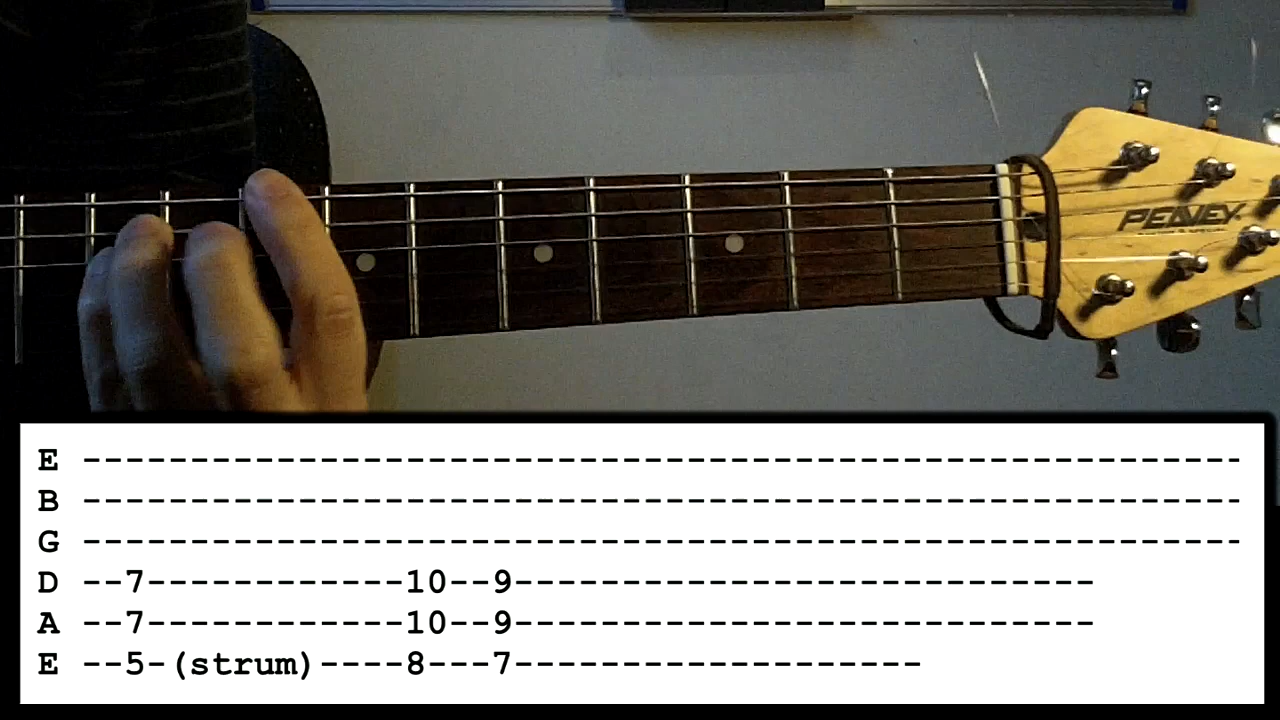 PEAVEY
E ------------------------------------------------------
B ------------------------------------------------------
G ------------------------------------------------------
D --7------------10--9---------------------------
A --7------------10--9---------------------------
E --5-(strum)----8---7-------------------